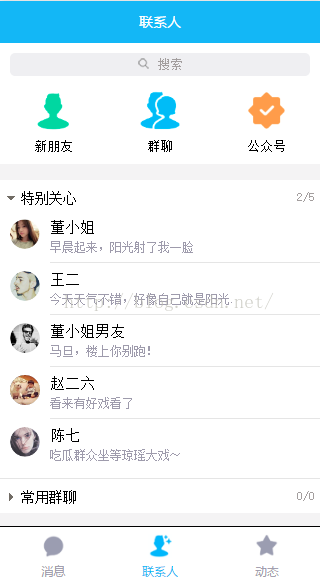 联系人
搜索
新朋友 群聊 公众号
特别关心 2/5
董小姐
早晨起来，阳光射了我一脸
王二
今天天气不错，好像自己就是阳光
http://blog.csdn.net/
董小姐男友
马旦，楼上你别跑！
赵二六
看来有好戏看了
陈七
吃瓜群众坐等琼瑶大戏～
常用群聊 0/0
消息 联系人 动态